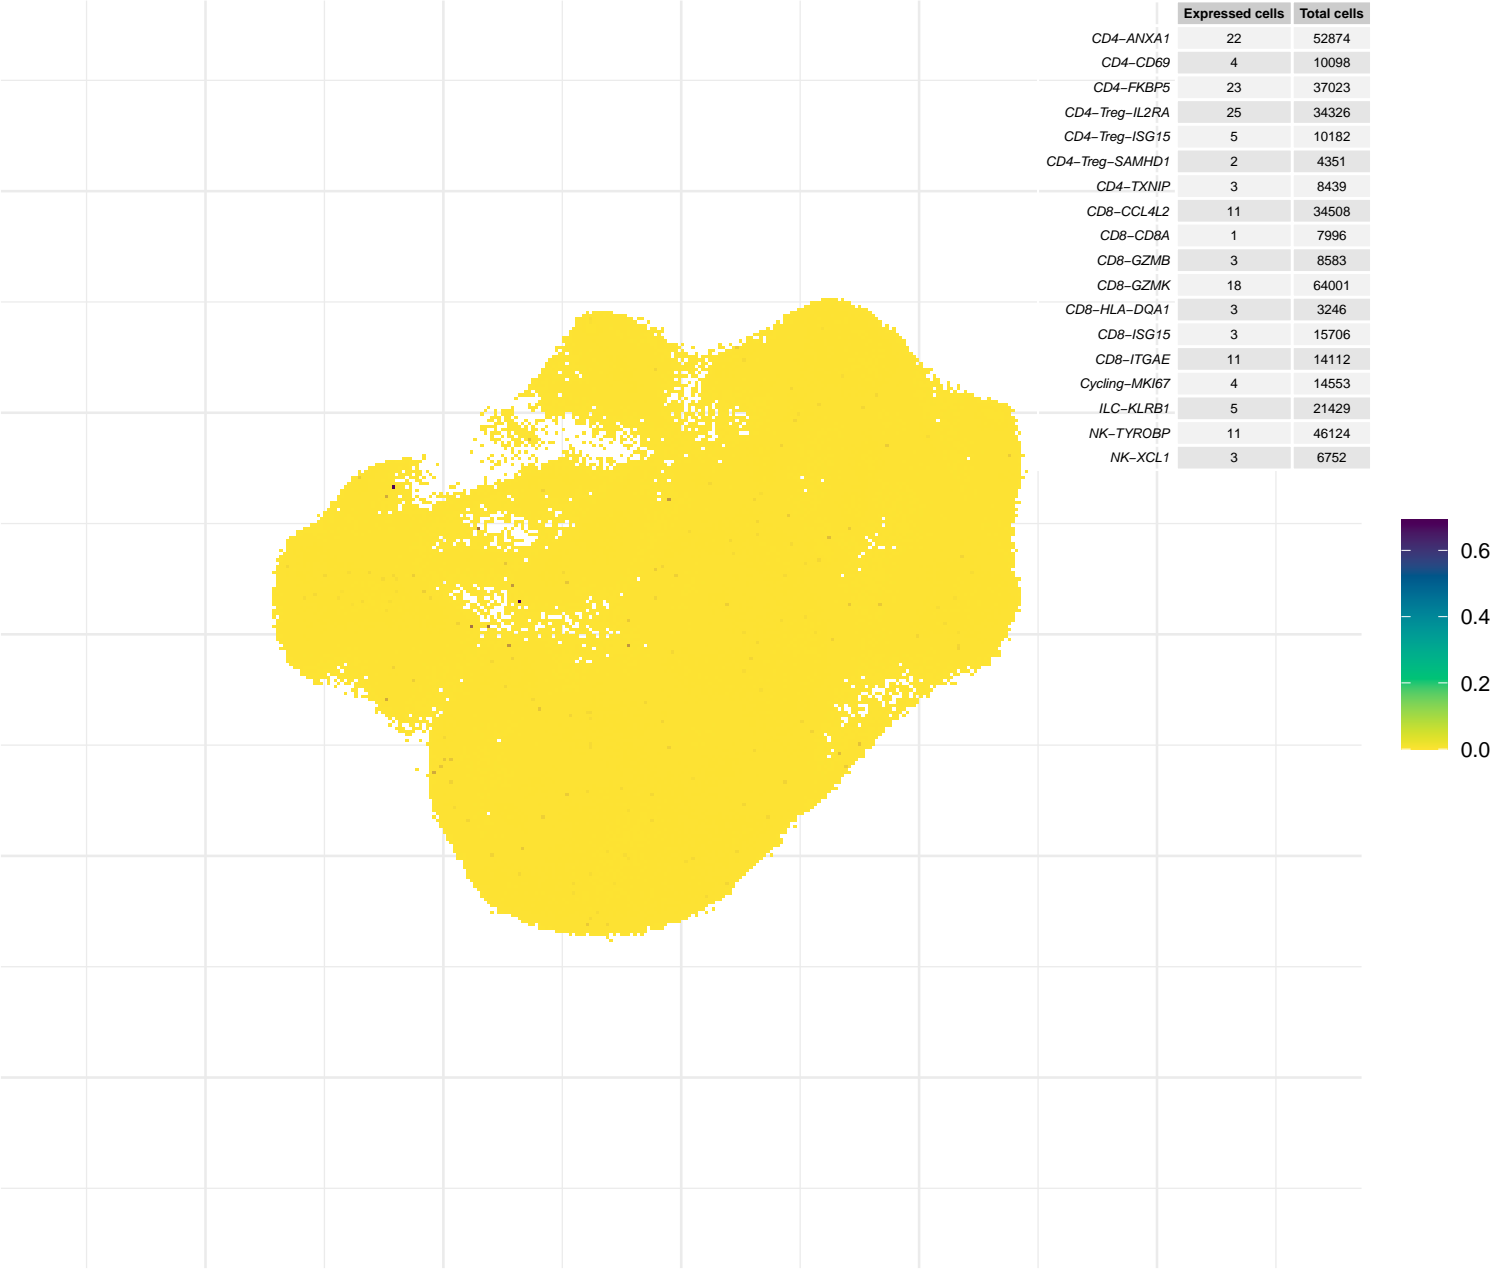 Expressed cells Total cells
CD4−ANXA1 22 52874
CD4−CD69 4 10098
CD4−FKBP5 23 37023
CD4−Treg−IL2RA 25 34326
CD4−Treg−ISG15 5 10182
CD4−Treg−SAMHD1 2 4351
CD4−TXNIP 3 8439
CD8−CCL4L2 11 34508
CD8−CD8A 1 7996
CD8−GZMB 3 8583
CD8−GZMK 18 64001
CD8−HLA−DQA1 3 3246
CD8−ISG15 3 15706
CD8−ITGAE 11 14112
Cycling−MKI67 4 14553
ILC−KLRB1 5 21429
NK−TYROBP 11 46124
NK−XCL1 3 6752
0.6
0.4
0.2
0.0